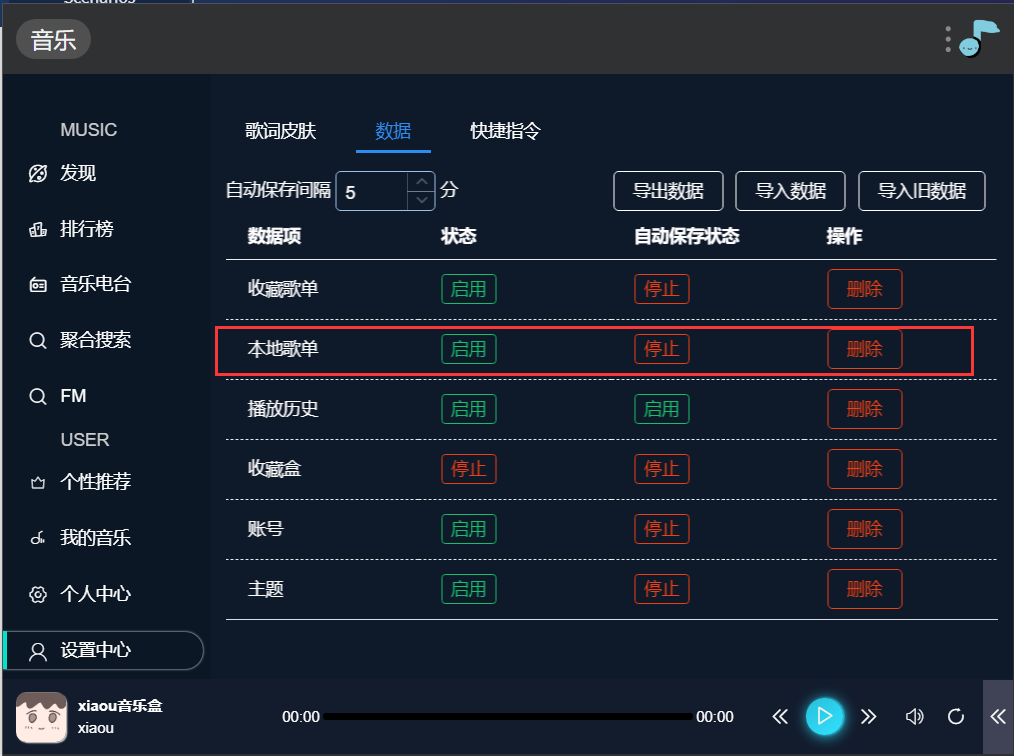 音乐
MUSIC
发现
排行榜
音乐电台
聚合搜索
FM
USER
个性推荐
我的音乐
个人中心
设置中心
歌词皮肤 数据 快捷指令
自动保存间隔 5 分 导出数据 导入数据 导入旧数据
数据项 状态 自动保存状态 操作
收藏歌单 启用 停止 删除
本地歌单 启用 停止 删除
播放历史 启用 启用 删除
收藏盒 停止 停止 删除
账号 启用 停止 删除
主题 启用 停止 删除
xiaou音乐盒
xiaou
00:00 00:00